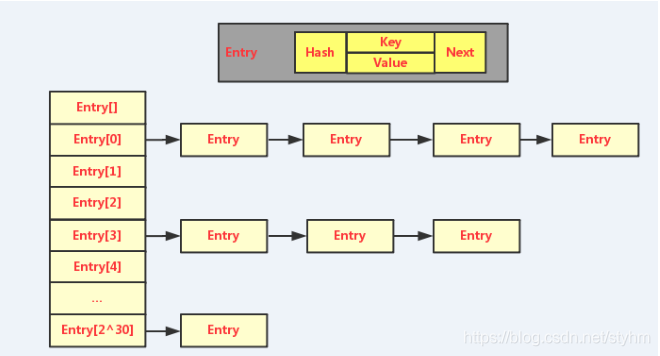 Entry Hash Key Next
Value
Entry[]
Entry[0] Entry Entry Entry Entry
Entry[1]
Entry[2]
Entry[3] Entry Entry Entry
Entry[4]
...
Entry[2^30] Entry
https://blog.csdn.net/styhm